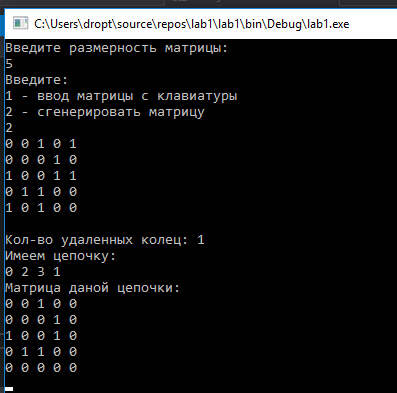 C:\Users\dropt\source\repos\lab1\lab1\bin\Debug\lab1.exe
Введите размерность матрицы:
5
Введите:
1 - ввод матрицы с клавиатуры
2 - сгенерировать матрицу
2
0 0 1 0 1
0 0 0 1 0
1 0 0 1 1
0 1 1 0 0
1 0 1 0 0
Кол-во удаленных колец: 1
Имеем цепочку:
0 2 3 1
Матрица даной цепочки:
0 0 1 0 0
0 0 0 1 0
1 0 0 1 0
0 1 1 0 0
0 0 0 0 0